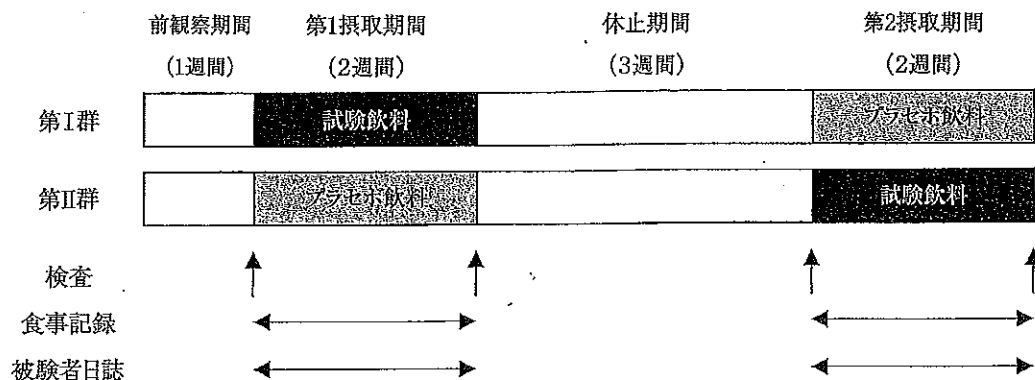 前観察期間 第1摂取期間 休止期間 第2摂取期間
(1週間) (2週間) (3週間) (2週間)
第Ⅰ群 試験飲料 プラセボ飲料
第Ⅱ群 プラセボ飲料 試験飲料
検査
食事記録
被験者日誌